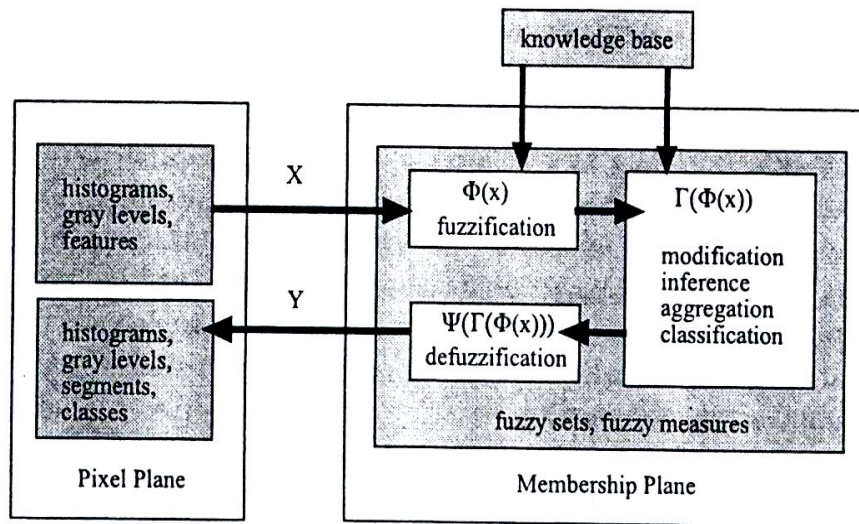 knowledge base
histograms,
gray levels,
features
X
Φ(x)
fuzzification
Γ(Φ(x))
modification
inference
aggregation
classification
Y
Ψ(Γ(Φ(x)))
defuzzification
histograms,
gray levels,
segments,
classes
fuzzy sets, fuzzy measures
Pixel Plane
Membership Plane